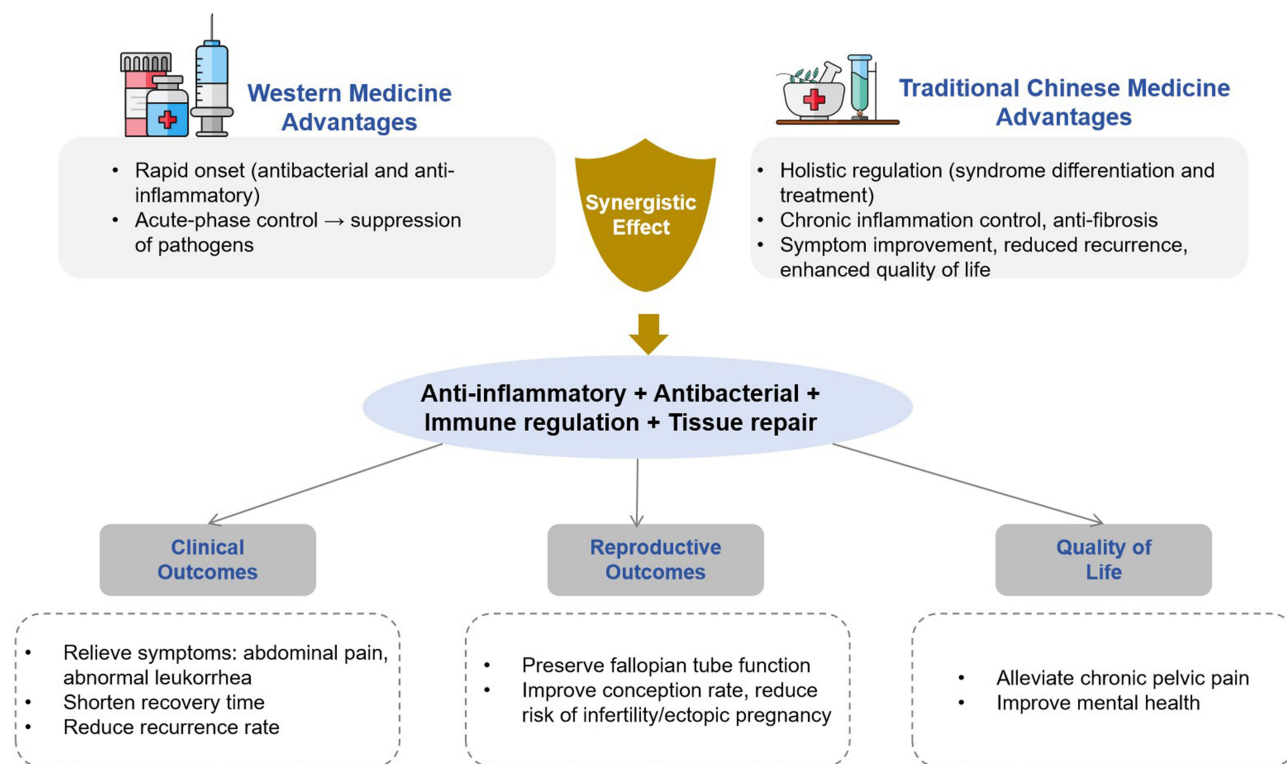 Western Medicine
Advantages
• Rapid onset (antibacterial and anti-
inflammatory)
• Acute-phase control → suppression
of pathogens
Synergistic
Effect
Traditional Chinese Medicine
Advantages
• Holistic regulation (syndrome differentiation and
treatment)
• Chronic inflammation control, anti-fibrosis
• Symptom improvement, reduced recurrence,
enhanced quality of life
Anti-inflammatory + Antibacterial +
Immune regulation + Tissue repair
Clinical
Outcomes
• Relieve symptoms: abdominal pain,
abnormal leukorrhea
• Shorten recovery time
• Reduce recurrence rate
Reproductive
Outcomes
• Preserve fallopian tube function
• Improve conception rate, reduce
risk of infertility/ectopic pregnancy
Quality of
Life
• Alleviate chronic pelvic pain
• Improve mental health